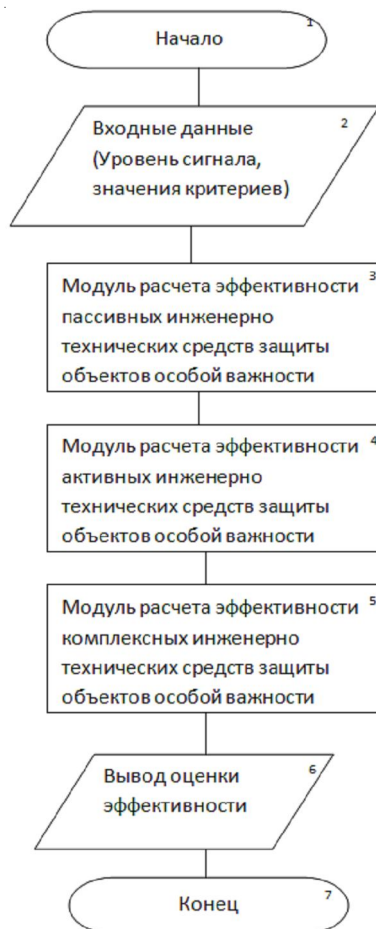 Начало 1
Входные данные 2
(Уровень сигнала,
значения критериев)
Модуль расчета эффективности 3
пассивных инженерно
технических средств защиты
объектов особой важности
Модуль расчета эффективности 4
активных инженерно
технических средств защиты
объектов особой важности
Модуль расчета эффективности 5
комплексных инженерно
технических средств защиты
объектов особой важности
Вывод оценки 6
эффективности
Конец 7